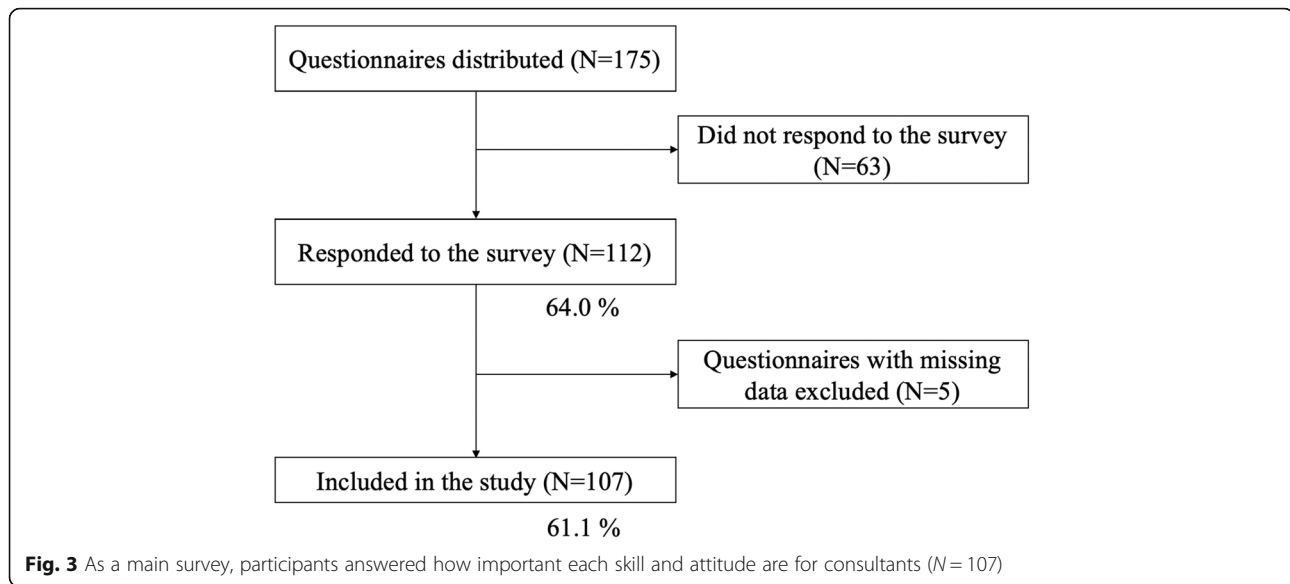 Questionnaires distributed (N=175)
Did not respond to the survey
(N=63)
Responded to the survey (N=112)
64.0 %
Questionnaires with missing
data excluded (N=5)
Included in the study (N=107)
61.1 %
Fig. 3 As a main survey, participants answered how important each skill and attitude are for consultants (N = 107)